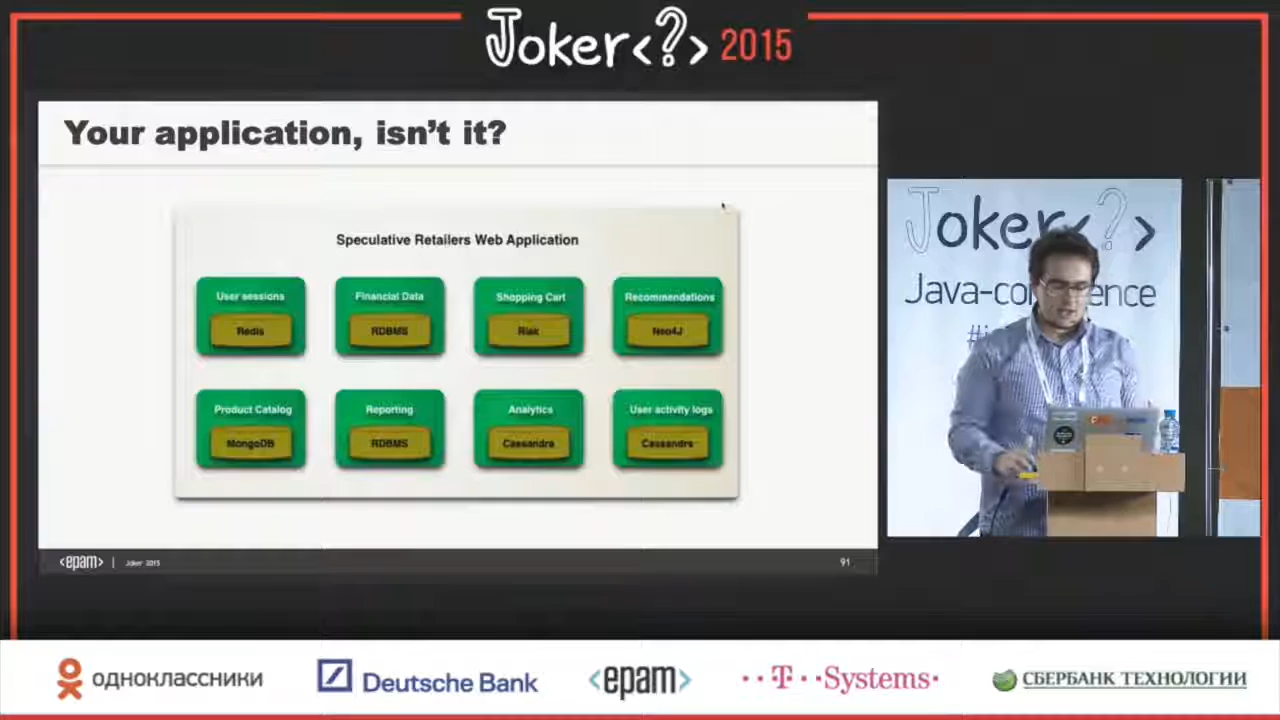 Joker<?> 2015
Your application, isn't it?
Speculative Retailers Web Application
User sessions
Redis
Financial Data
RDBMS
Shopping Cart
Riak
Recommendations
Neo4J
Product Catalog
MongoDB
Reporting
RDBMS
Analytics
Cassandra
User activity logs
Cassandra
<epam> | Joker 2015
91
Joker<?>
одноклассники
Deutsche Bank
<epam>
T Systems
СБЕРБАНК ТЕХНОЛОГИИ